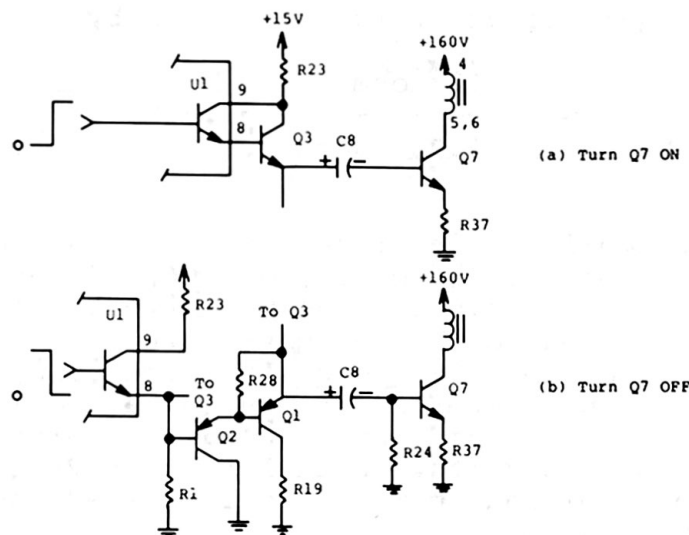 +15V
+160V
R23
4
U1
9
8
Q3
C8
+ −
5,6
Q7
(a) Turn Q7 ON
R37
+160V
R23
To Q3
U1
9
8
To
Q3
R28
C8
+ −
Q7
(b) Turn Q7 OFF
Q2
Q1
R1
R19
R24
R37